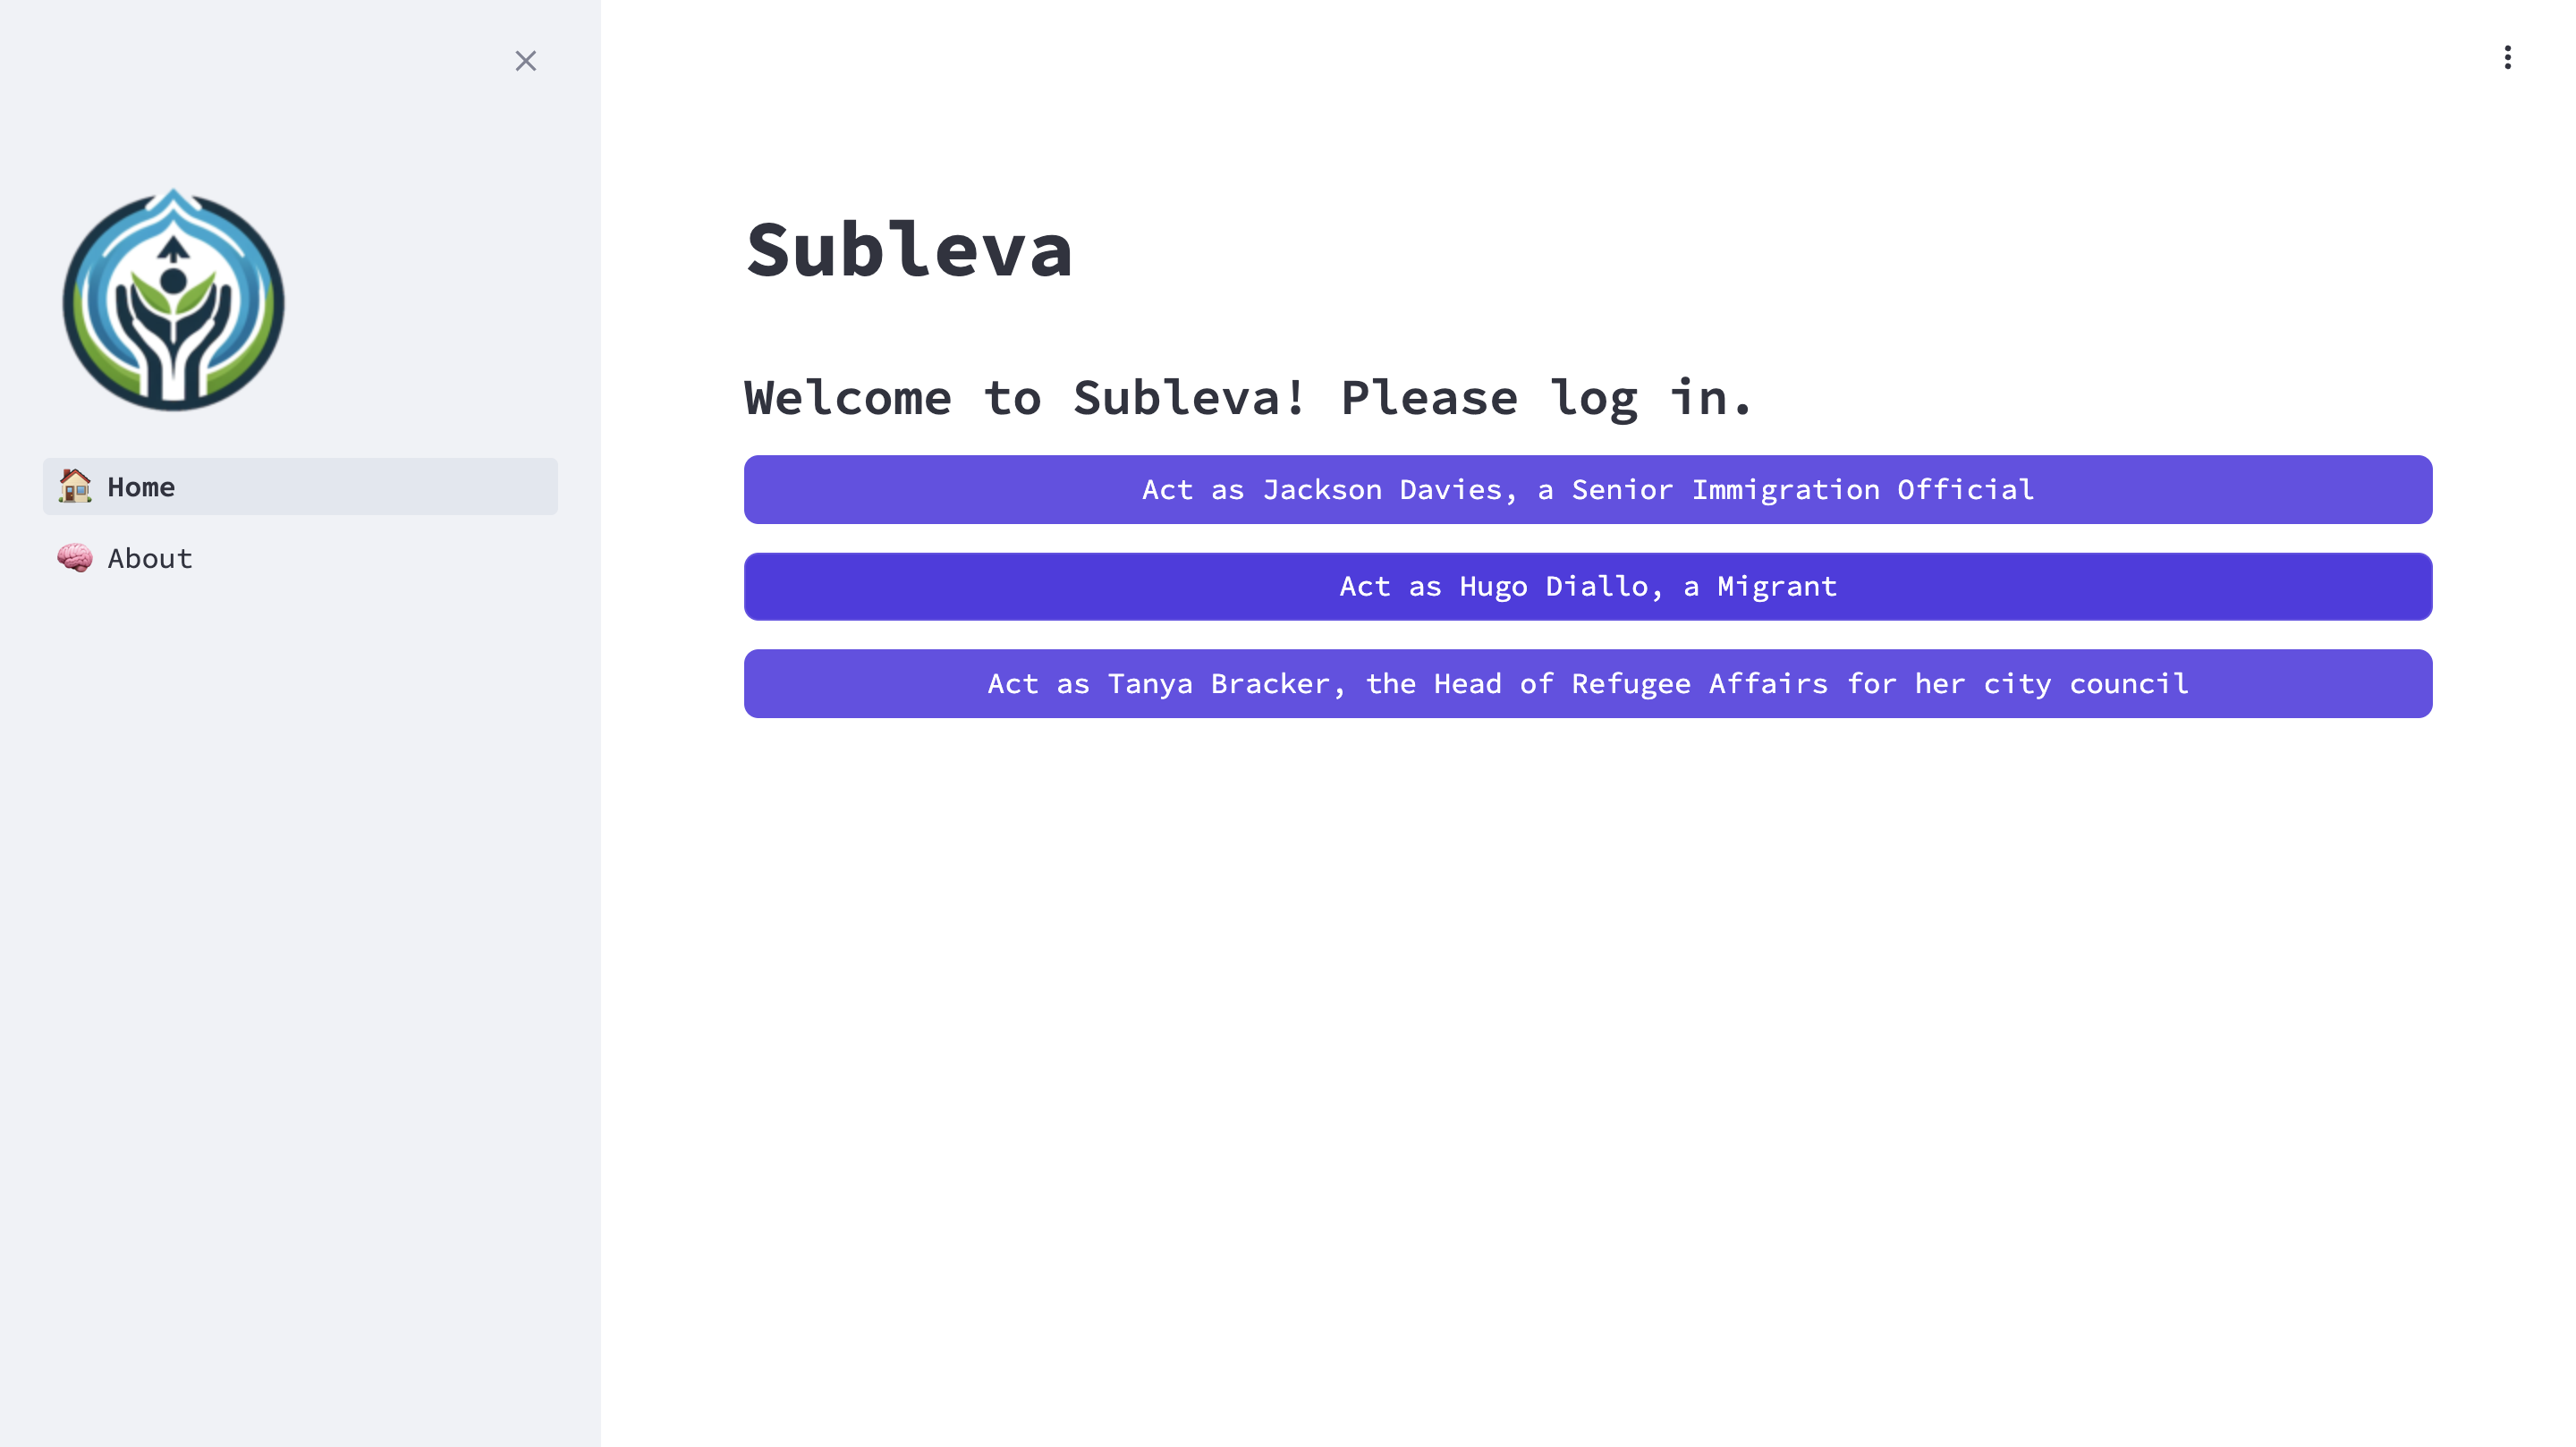 Home
About
Subleva
Welcome to Subleva! Please log in.
Act as Jackson Davies, a Senior Immigration Official
Act as Hugo Diallo, a Migrant
Act as Tanya Bracker, the Head of Refugee Affairs for her city council